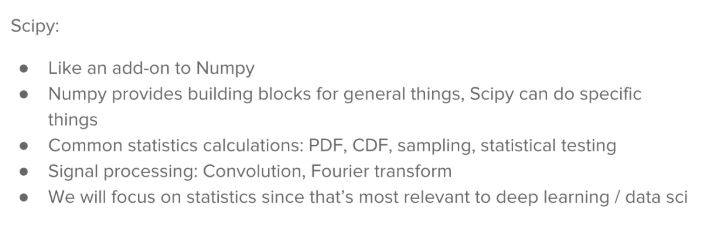 Scipy:
● Like an add-on to Numpy
● Numpy provides building blocks for general things, Scipy can do specific
things
● Common statistics calculations: PDF, CDF, sampling, statistical testing
● Signal processing: Convolution, Fourier transform
● We will focus on statistics since that’s most relevant to deep learning / data sci